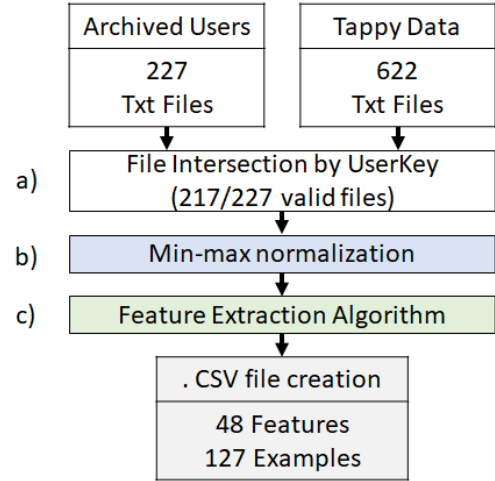 Archived Users
227
Txt Files
Tappy Data
622
Txt Files
a)
File Intersection by UserKey
(217/227 valid files)
b)
Min-max normalization
c)
Feature Extraction Algorithm
. CSV file creation
48 Features
127 Examples